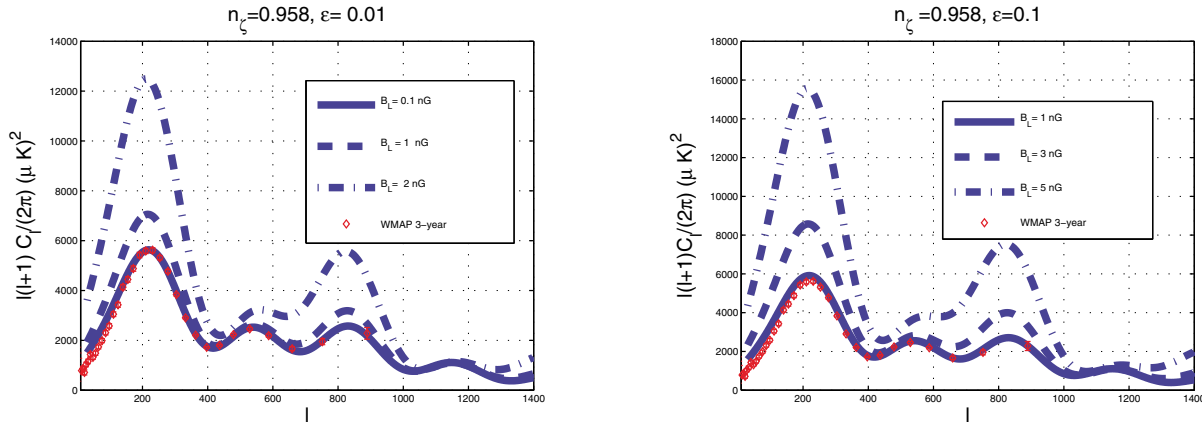 n_ζ=0.958, ε= 0.01
l(l+1) C_l/(2π) (μ K)^2
14000
12000
10000
8000
6000
4000
2000
0
B_L= 0.1 nG
B_L= 1 nG
B_L= 2 nG
WMAP 3−year
200 400 600 800 1000 1200 1400
l
n_ζ=0.958, ε=0.1
l(l+1)C_l/(2π) (μ K)^2
18000
16000
14000
12000
10000
8000
6000
4000
2000
0
B_L= 1 nG
B_L= 3 nG
B_L= 5 nG
WMAP 3−year
200 400 600 800 1000 1200 1400
l